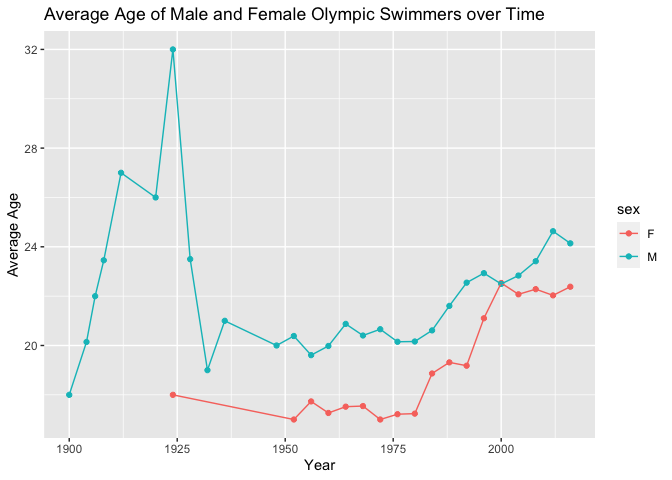 Average Age of Male and Female Olympic Swimmers over Time
32
28
24
20
Average Age
1900 1925 1950 1975 2000
Year
sex
F
M